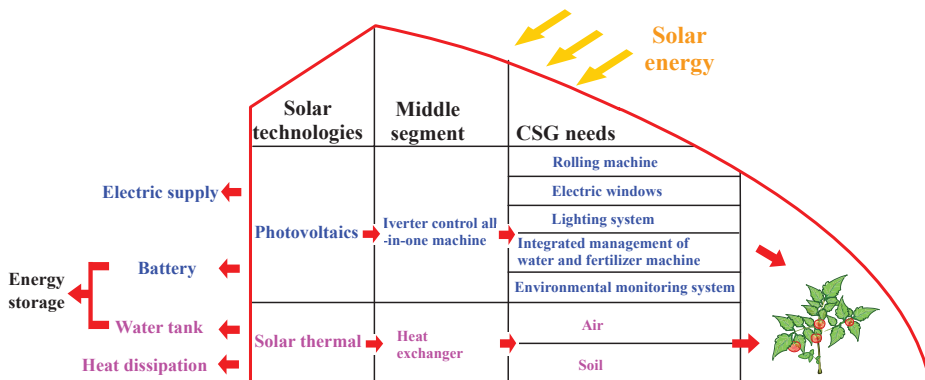 Solar
energy
Solar
technologies
Middle
segment
CSG needs
Rolling machine
Electric windows
Lighting system
Integrated management of
water and fertilizer machine
Environmental monitoring system
Electric supply
Photovoltaics
Iverter control all
-in-one machine
Battery
Energy
storage
Water tank
Heat dissipation
Solar thermal
Heat
exchanger
Air
Soil